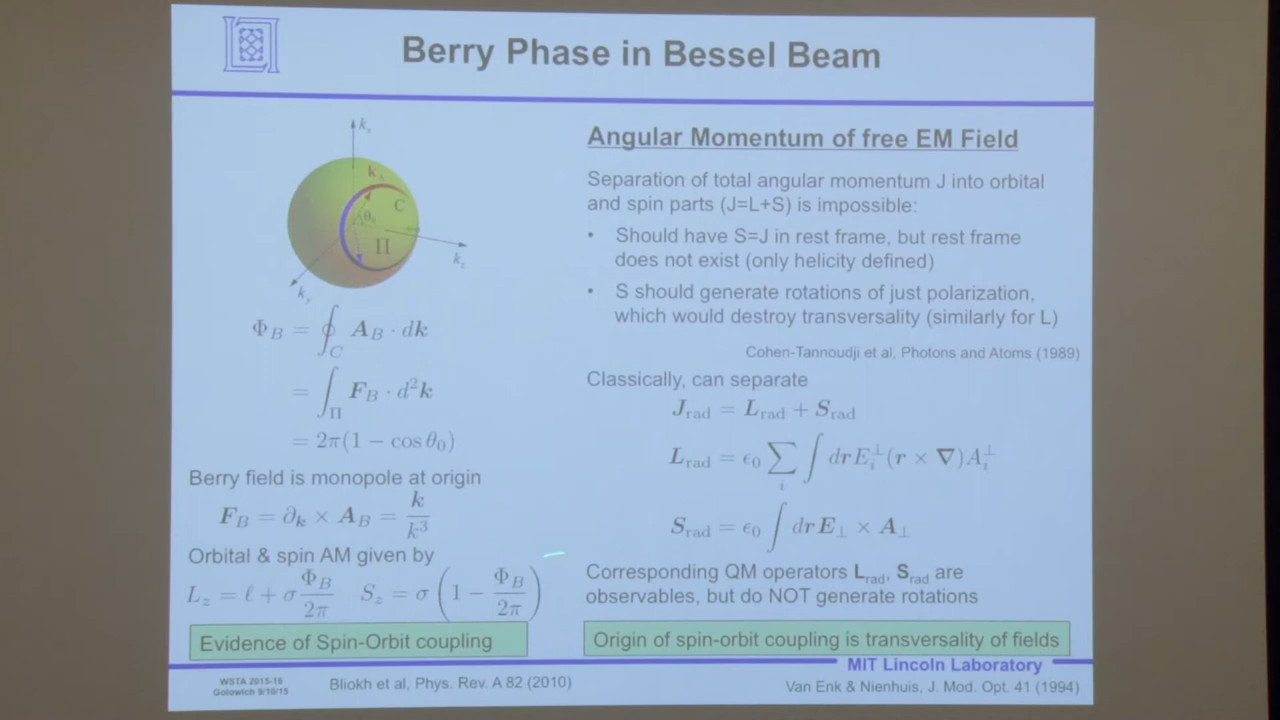 Berry Phase in Bessel Beam
k_x
k
C
θ₀
Π
k_z
k_y
Φ_B = ∮_C A_B · dk
= ∫_Π F_B · d²k
= 2π(1 − cos θ₀)
Berry field is monopole at origin
F_B = ∂_k × A_B = k/k³
Orbital & spin AM given by
L_z = ℓ + σ Φ_B/2π   S_z = σ (1 − Φ_B/2π)
Evidence of Spin-Orbit coupling
Angular Momentum of free EM Field
Separation of total angular momentum J into orbital
and spin parts (J=L+S) is impossible:
• Should have S=J in rest frame, but rest frame
does not exist (only helicity defined)
• S should generate rotations of just polarization,
which would destroy transversality (similarly for L)
Cohen-Tannoudji et al, Photons and Atoms (1989)
Classically, can separate
J_rad = L_rad + S_rad
L_rad = ϵ₀ ∑_i ∫ dr E_i^⊥ (r × ∇) A_i^⊥
S_rad = ϵ₀ ∫ dr E_⊥ × A_⊥
Corresponding QM operators L_rad, S_rad are
observables, but do NOT generate rotations
Origin of spin-orbit coupling is transversality of fields
MIT Lincoln Laboratory
WSTA 2015-16
Golowich 9/10/15
Bliokh et al, Phys. Rev. A 82 (2010)
Van Enk & Nienhuis, J. Mod. Opt. 41 (1994)